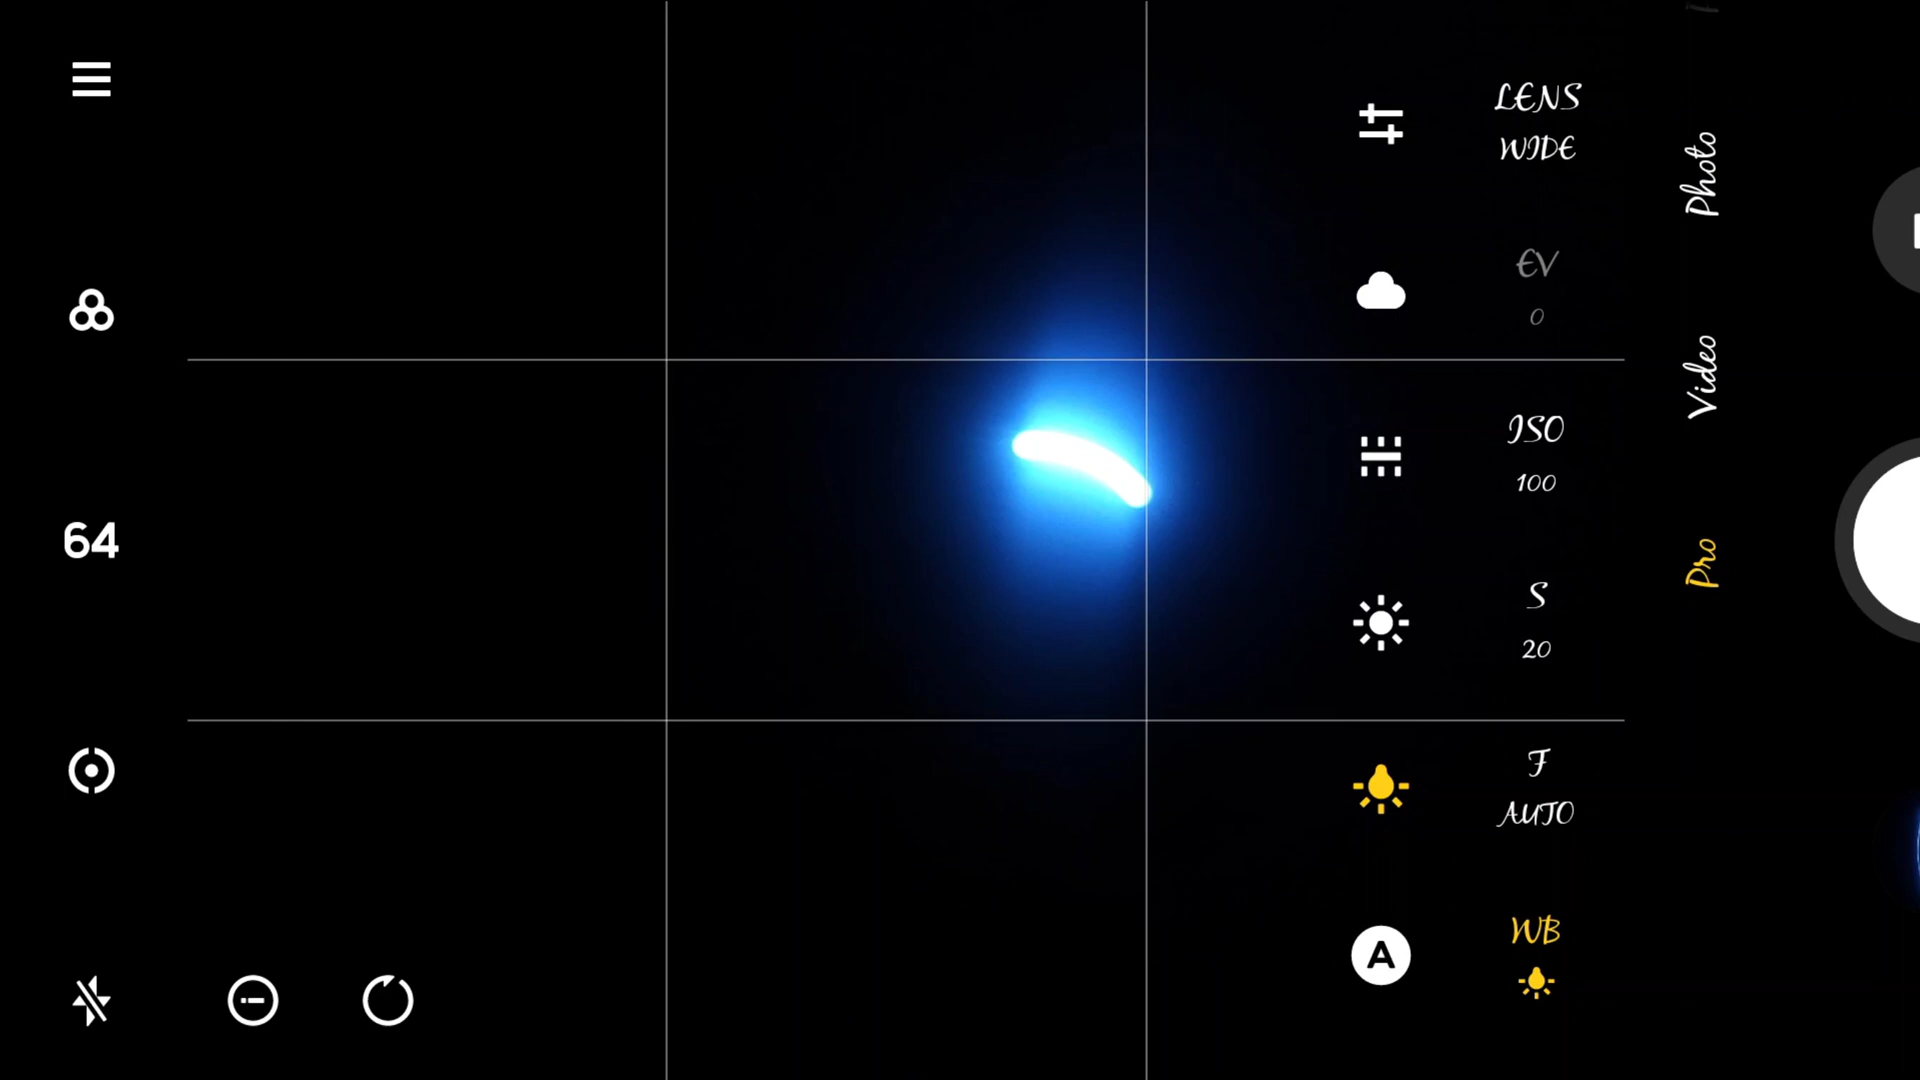 64
LENS
WIDE
EV
0
ISO
100
S
20
F
AUTO
A
WB
Photo
Video
Pro